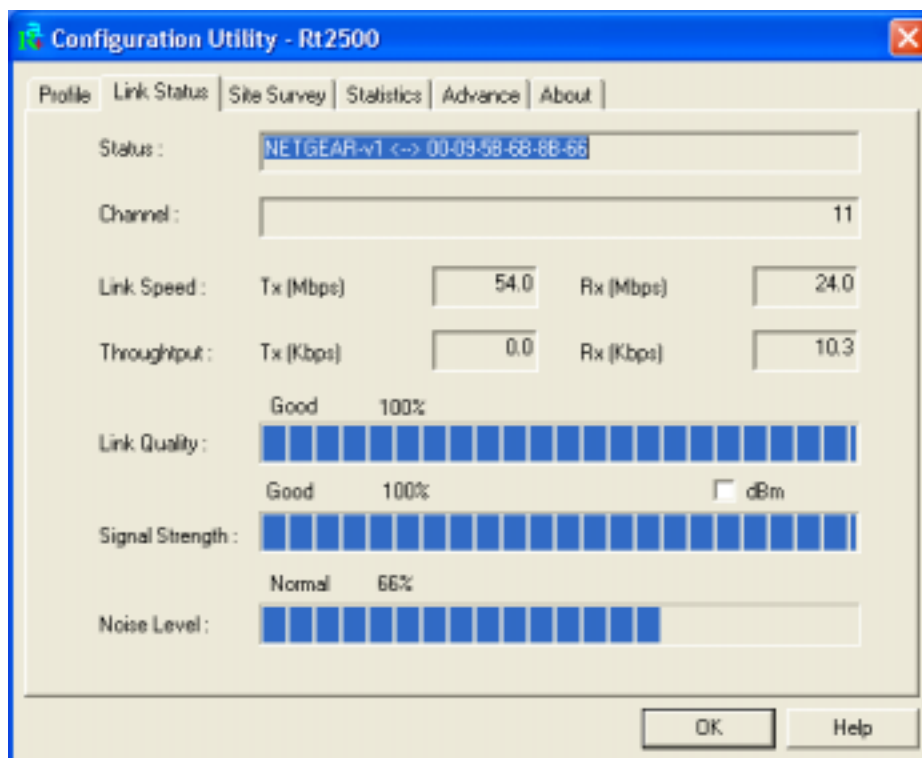 Configuration Utility - Rt2500
Profile Link Status Site Survey Statistics Advance About
Status : NETGEAR-v1 <--> 00-09-5B-6B-8B-66
Channel : 11
Link Speed : Tx (Mbps) 54.0 Rx (Mbps) 24.0
Throughtput : Tx (Kbps) 0.0 Rx (Kbps) 10.3
Good 100%
Link Quality :
Good 100% dBm
Signal Strength :
Normal 66%
Noise Level :
OK Help